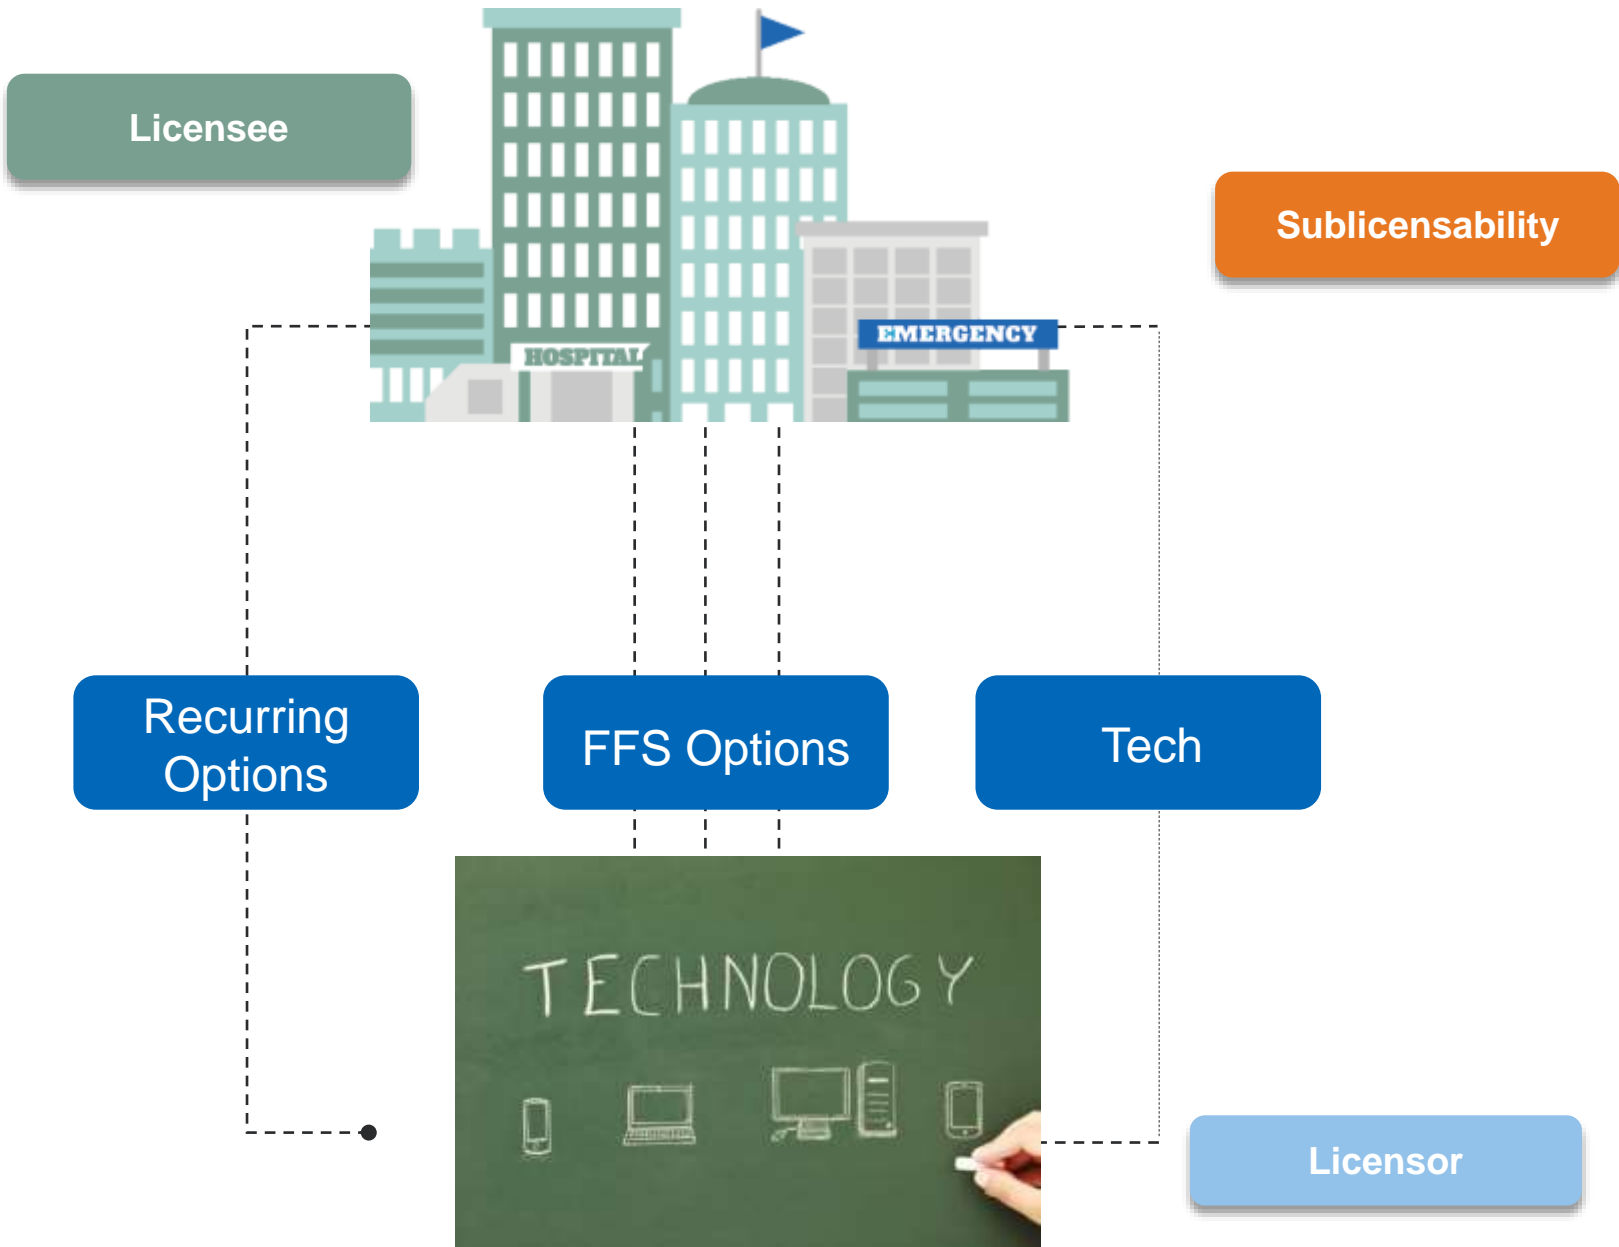 Licensee
Sublicensability
EMERGENCY
HOSPITAL
Recurring
Options
FFS Options
Tech
TECHNOLOGY
Licensor